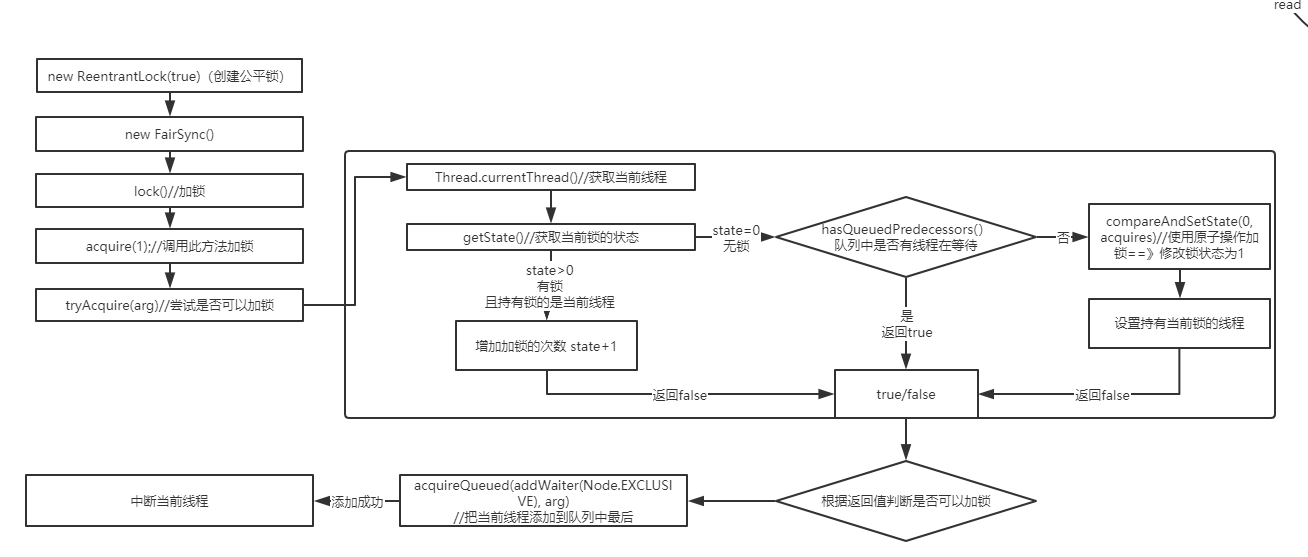 read
new ReentrantLock(true)（创建公平锁）
new FairSync()
lock()//加锁
acquire(1);//调用此方法加锁
tryAcquire(arg)//尝试是否可以加锁
Thread.currentThread()//获取当前线程
getState()//获取当前锁的状态
state=0
无锁
hasQueuedPredecessors()
队列中是否有线程在等待
否
compareAndSetState(0,
acquires)//使用原子操作加
锁==》修改锁状态为1
state>0
有锁
且持有锁的是当前线程
是
返回true
设置持有当前锁的线程
增加加锁的次数 state+1
返回false
true/false
返回false
根据返回值判断是否可以加锁
acquireQueued(addWaiter(Node.EXCLUSI
VE), arg)
//把当前线程添加到队列中最后
添加成功
中断当前线程